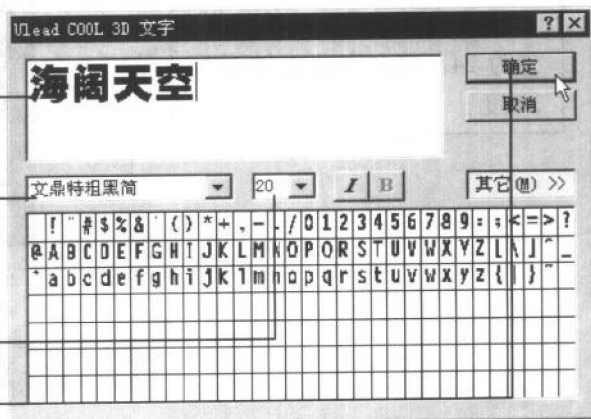 Ulead COOL 3D 文字
海阔天空
确定
取消
文鼎特粗黑简 20 I B 其它(M) >>
! " # $ % & ' ( ) * + , - . / 0 1 2 3 4 5 6 7 8 9 : ; < = > ?
@ A B C D E F G H I J K L M N O P Q R S T U V W X Y Z [ \ ] ^ _
` a b c d e f g h i j k l m n o p q r s t u v w x y z { | } ~